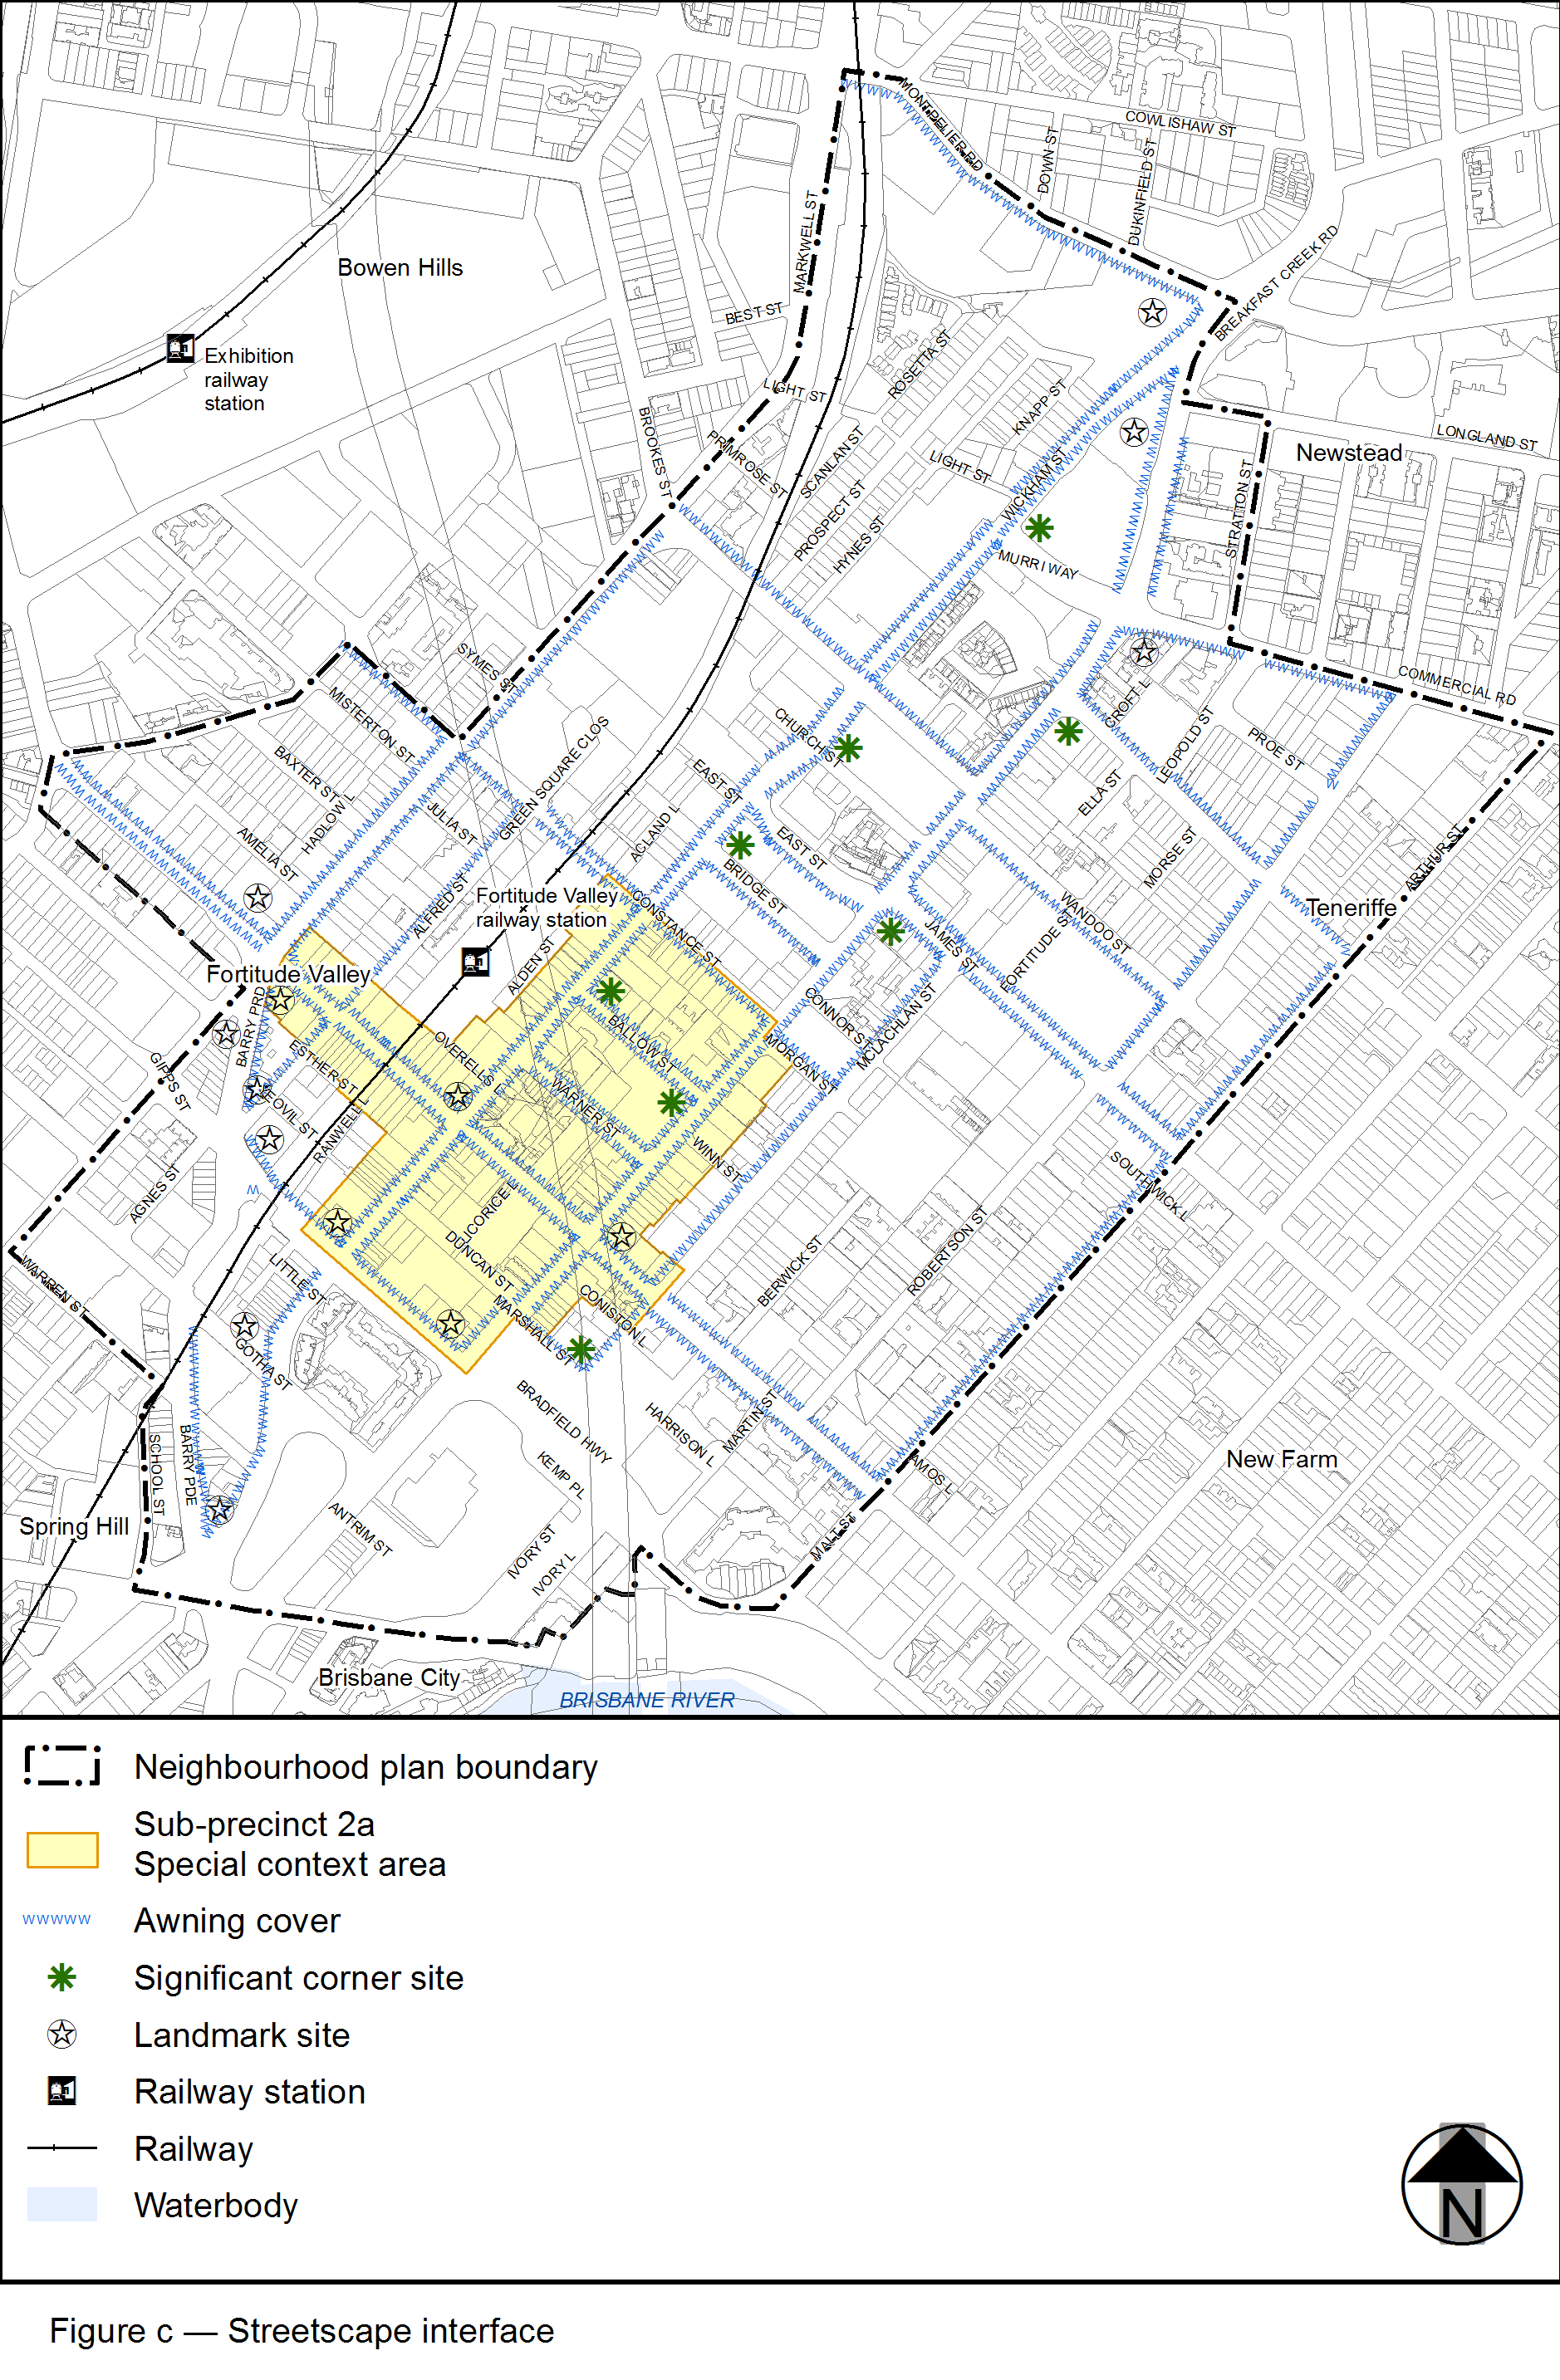 MONTPELIER RD
COWLISHAW ST
DOWN ST
DUKINFIELD ST
MARKWELL ST
BREAKFAST CREEK RD
Bowen Hills
BEST ST
Exhibition
railway
station
ROSETTA ST
LIGHT ST
KNAPP ST
BROOKES ST
PRIMROSE ST
SCANLAN ST
LIGHT ST
LONGLAND ST
Newstead
WICKHAM ST
STRATTON ST
PROSPECT ST
HYNES ST
MURRI WAY
SYMES ST
MISTERTON ST
CROFT L
COMMERCIAL RD
CHURCH ST
LEOPOLD ST
PROE ST
BAXTER ST
HADLOW L
JULIA ST
GREEN SQUARE CLOS
EAST ST
ELLA ST
AMELIA ST
ACLAND L
EAST ST
MORSE ST
ARTHUR ST
ALFRED ST
Fortitude Valley
railway station
BRIDGE ST
CONSTANCE ST
JAMES ST
WANDOO ST
Teneriffe
FORTITUDE S
Fortitude Valley
ALDEN ST
BARRY PRD
CONNOR ST
MCLACHLAN ST
OVERELLS L
BALLOW ST
MORGAN ST
ESTHER ST
GIPPS ST
YEOVIL ST
WARNER ST
RANWELL L
WINN ST
AGNES ST
SOUTHWICK L
LICORICE L
DUNCAN ST
ROBERTSON ST
BERWICK ST
WARREN ST
LITTLE ST
MARSHALL ST
CONISTON L
GOTHA ST
BRADFIELD HWY
HARRISON L
MARTIN ST
SCHOOL ST
BARRY PDE
KEMP PL
AMOS L
New Farm
Spring Hill
ANTRIM ST
IVORY ST
IVORY L
MALT ST
Brisbane City
BRISBANE RIVER
Neighbourhood plan boundary
Sub-precinct 2a
Special context area
Awning cover
Significant corner site
Landmark site
Railway station
Railway
Waterbody
N
Figure c — Streetscape interface